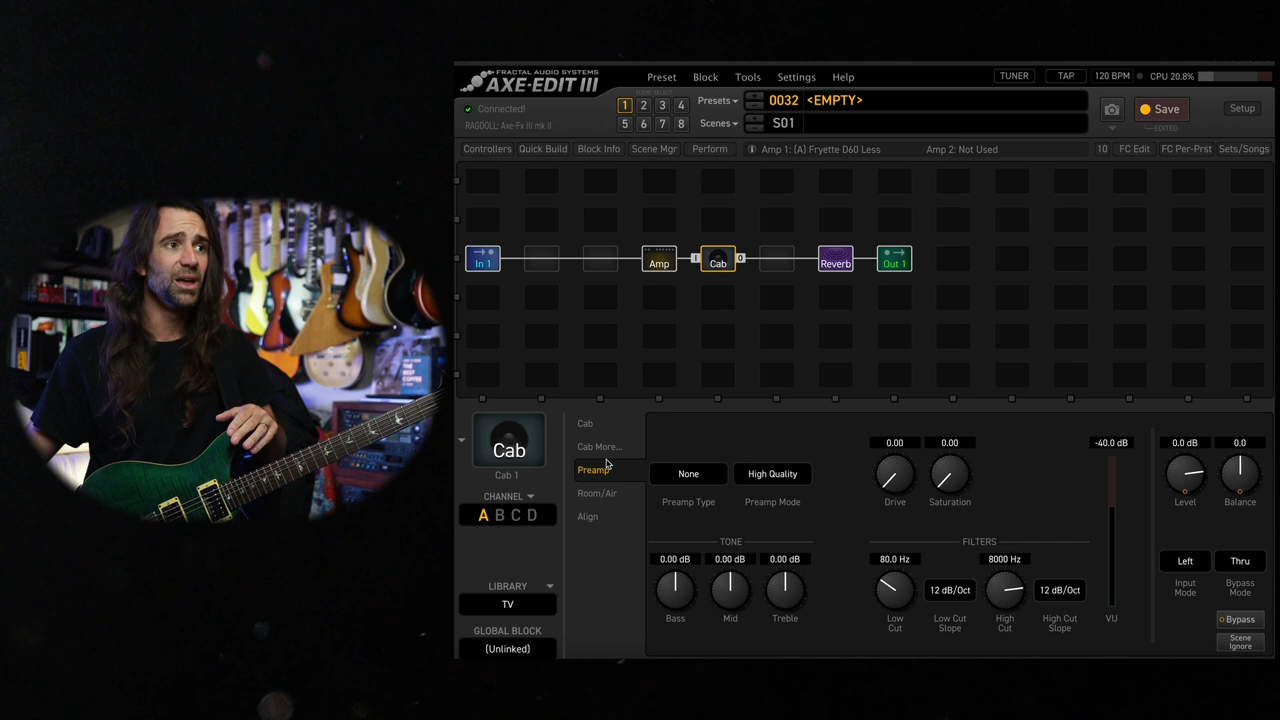 FRACTAL AUDIO SYSTEMS
AXE-EDIT III
Preset Block Tools Settings Help
TUNER TAP 120 BPM CPU 20.8%
Connected!
RAGDOLL: Axe-Fx III mk II
SCENE SELECT
1 2 3 4
5 6 7 8
Presets 0032 <EMPTY>
Scenes S01
Save
EDITED
Setup
Controllers Quick Build Block Info Scene Mgr Perform Amp 1: (A) Fryette D60 Less Amp 2: Not Used 10 FC Edit FC Per-Prst Sets/Songs
In 1 Amp I Cab O Reverb Out 1
Cab
Cab 1
CHANNEL
A B C D
LIBRARY
TV
GLOBAL BLOCK
(Unlinked)
Cab
Cab More...
Preamp
Room/Air
Align
None High Quality
Preamp Type Preamp Mode
0.00 0.00
Drive Saturation
-40.0 dB
0.0 dB 0.0
Level Balance
TONE
0.00 dB 0.00 dB 0.00 dB
Bass Mid Treble
FILTERS
80.0 Hz 12 dB/Oct 8000 Hz 12 dB/Oct
Low Cut Low Cut Slope High Cut High Cut Slope
VU
Left Thru
Input Mode Bypass Mode
Bypass
Scene Ignore
THE
BEST
COFFEE